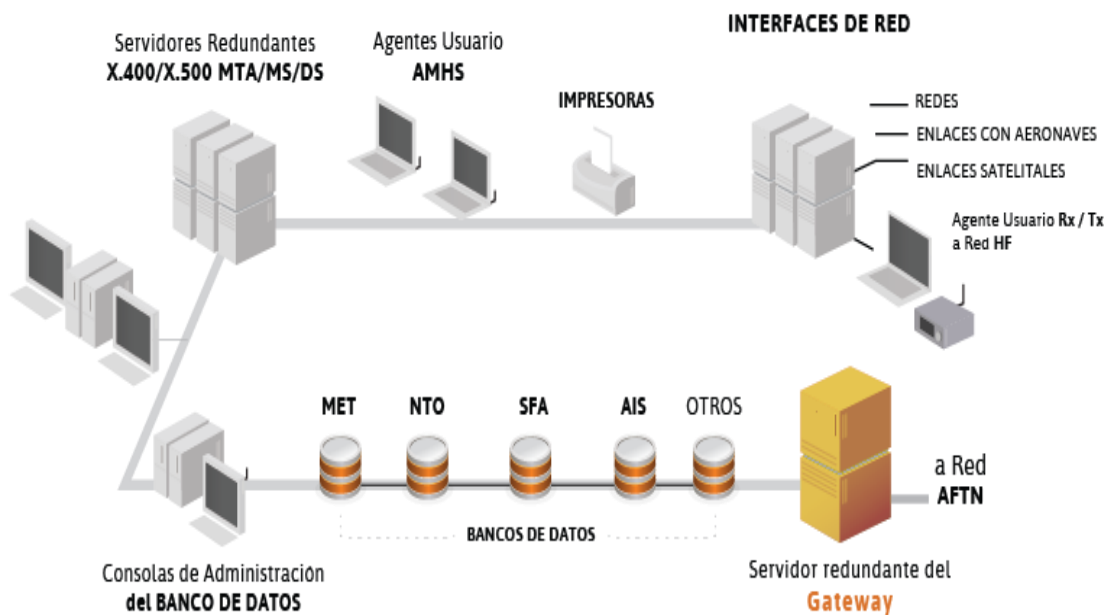 Servidores Redundantes
X.400/X.500 MTA/MS/DS
Agentes Usuario
AMHS
IMPRESORAS
INTERFACES DE RED
REDES
ENLACES CON AERONAVES
ENLACES SATELITALES
Agente Usuario Rx / Tx
a Red HF
MET
NTO
SFA
AIS
OTROS
BANCOS DE DATOS
a Red
AFTN
Consolas de Administración
del BANCO DE DATOS
Servidor redundante del
Gateway